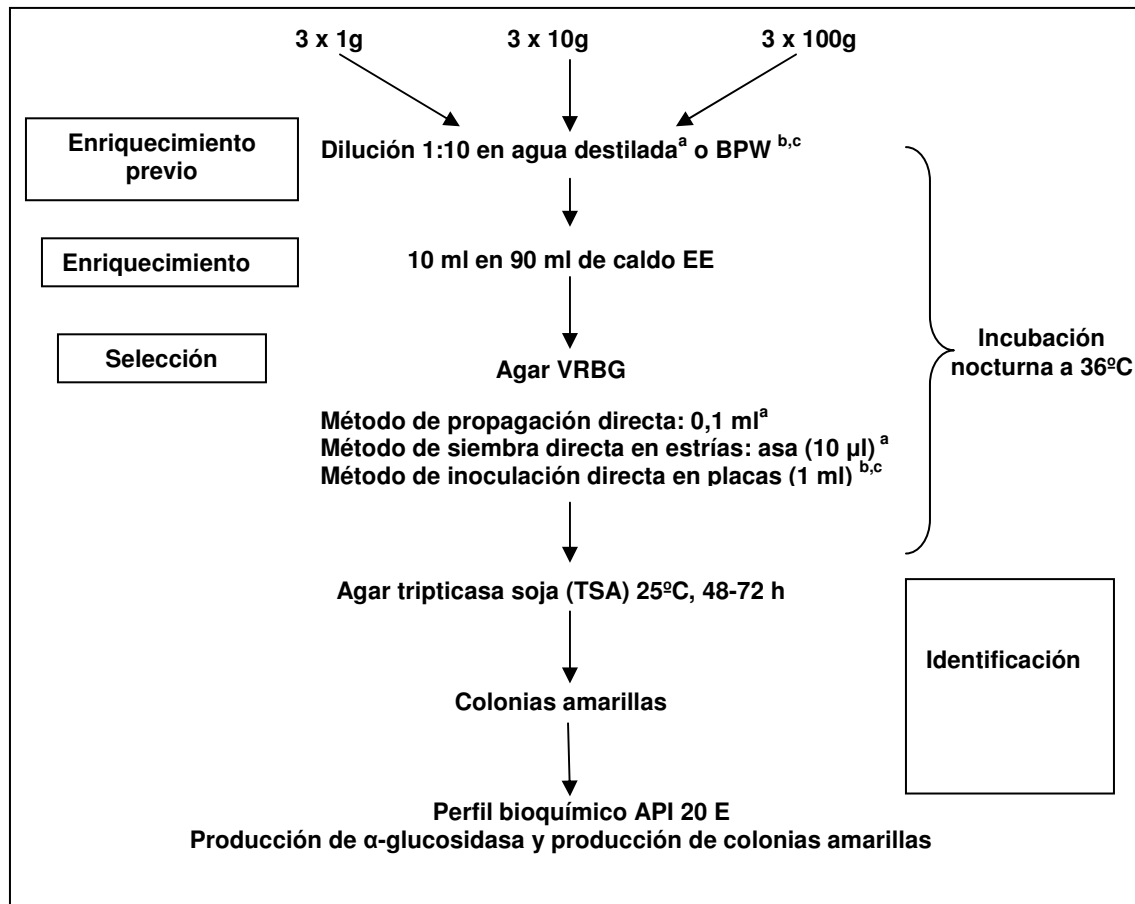 3 x 1g 3 x 10g 3 x 100g
Enriquecimiento
previo
Dilución 1:10 en agua destilada^a o BPW ^b,c
Enriquecimiento
10 ml en 90 ml de caldo EE
Selección
Agar VRBG
Incubación
nocturna a 36ºC
Método de propagación directa: 0,1 ml^a
Método de siembra directa en estrías: asa (10 µl) ^a
Método de inoculación directa en placas (1 ml) ^b,c
Agar tripticasa soja (TSA) 25ºC, 48-72 h
Identificación
Colonias amarillas
Perfil bioquímico API 20 E
Producción de α-glucosidasa y producción de colonias amarillas